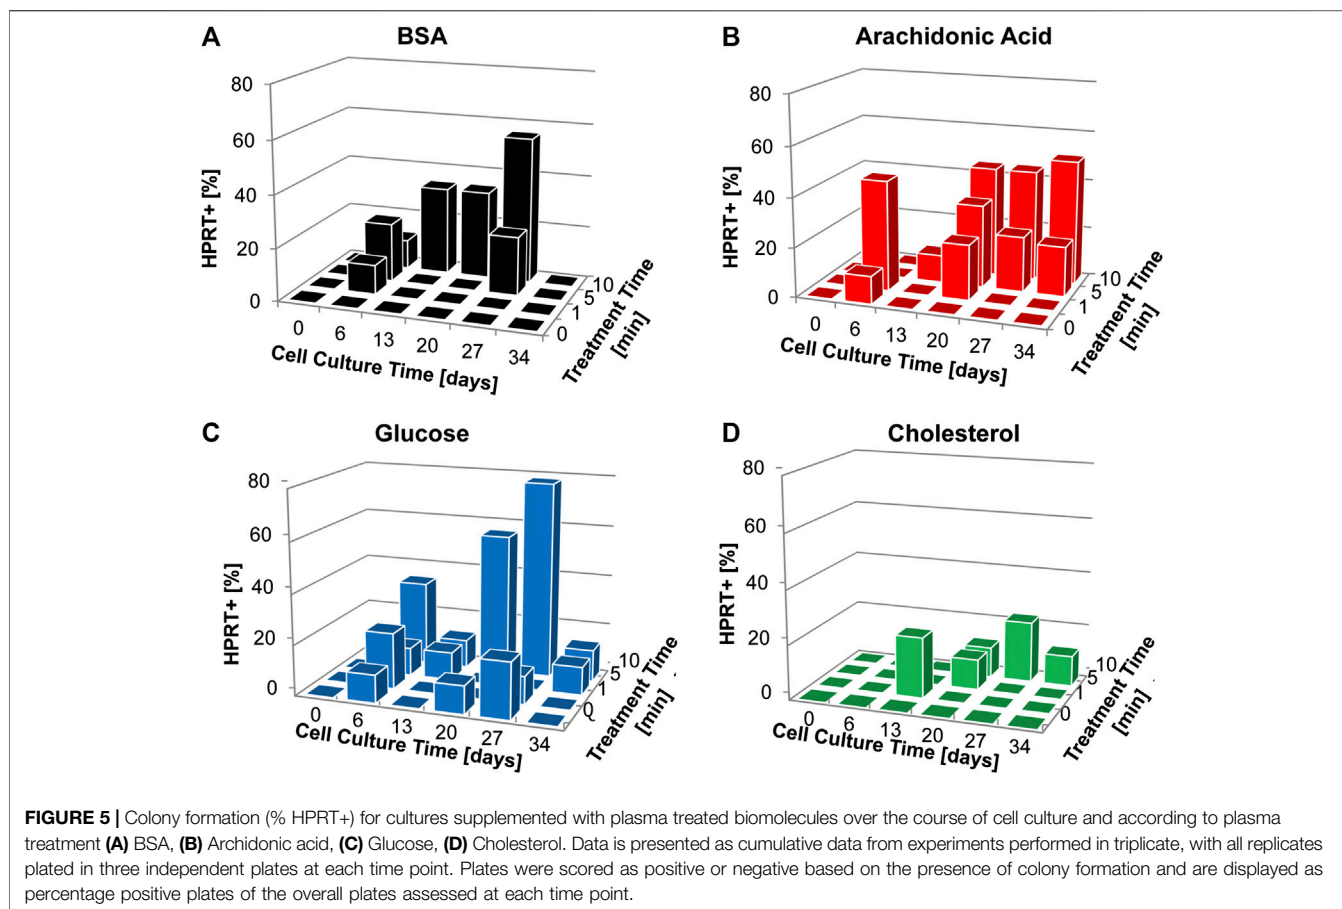 A
BSA
80
60
40
20
0
HPRT+ [%]
0
6
13
20
27
34
Cell Culture Time [days]
0
7
5
10
Treatment Time
[min]
B
Arachidonic Acid
80
60
40
20
0
HPRT+ [%]
0
6
13
20
27
34
Cell Culture Time [days]
0
7
5
10
Treatment Time
[min]
C
Glucose
80
60
40
20
0
HPRT+ [%]
0
6
13
20
27
34
Cell Culture Time [days]
0
1
5
10
Treatment Time
[min]
D
Cholesterol
80
60
40
20
0
HPRT+ [%]
0
6
13
20
27
34
Cell Culture Time [days]
0
1
5
10
Treatment Time
[min]
FIGURE 5 | Colony formation (% HPRT+) for cultures supplemented with plasma treated biomolecules over the course of cell culture and according to plasma
treatment (A) BSA, (B) Archidonic acid, (C) Glucose, (D) Cholesterol. Data is presented as cumulative data from experiments performed in triplicate, with all replicates
plated in three independent plates at each time point. Plates were scored as positive or negative based on the presence of colony formation and are displayed as
percentage positive plates of the overall plates assessed at each time point.